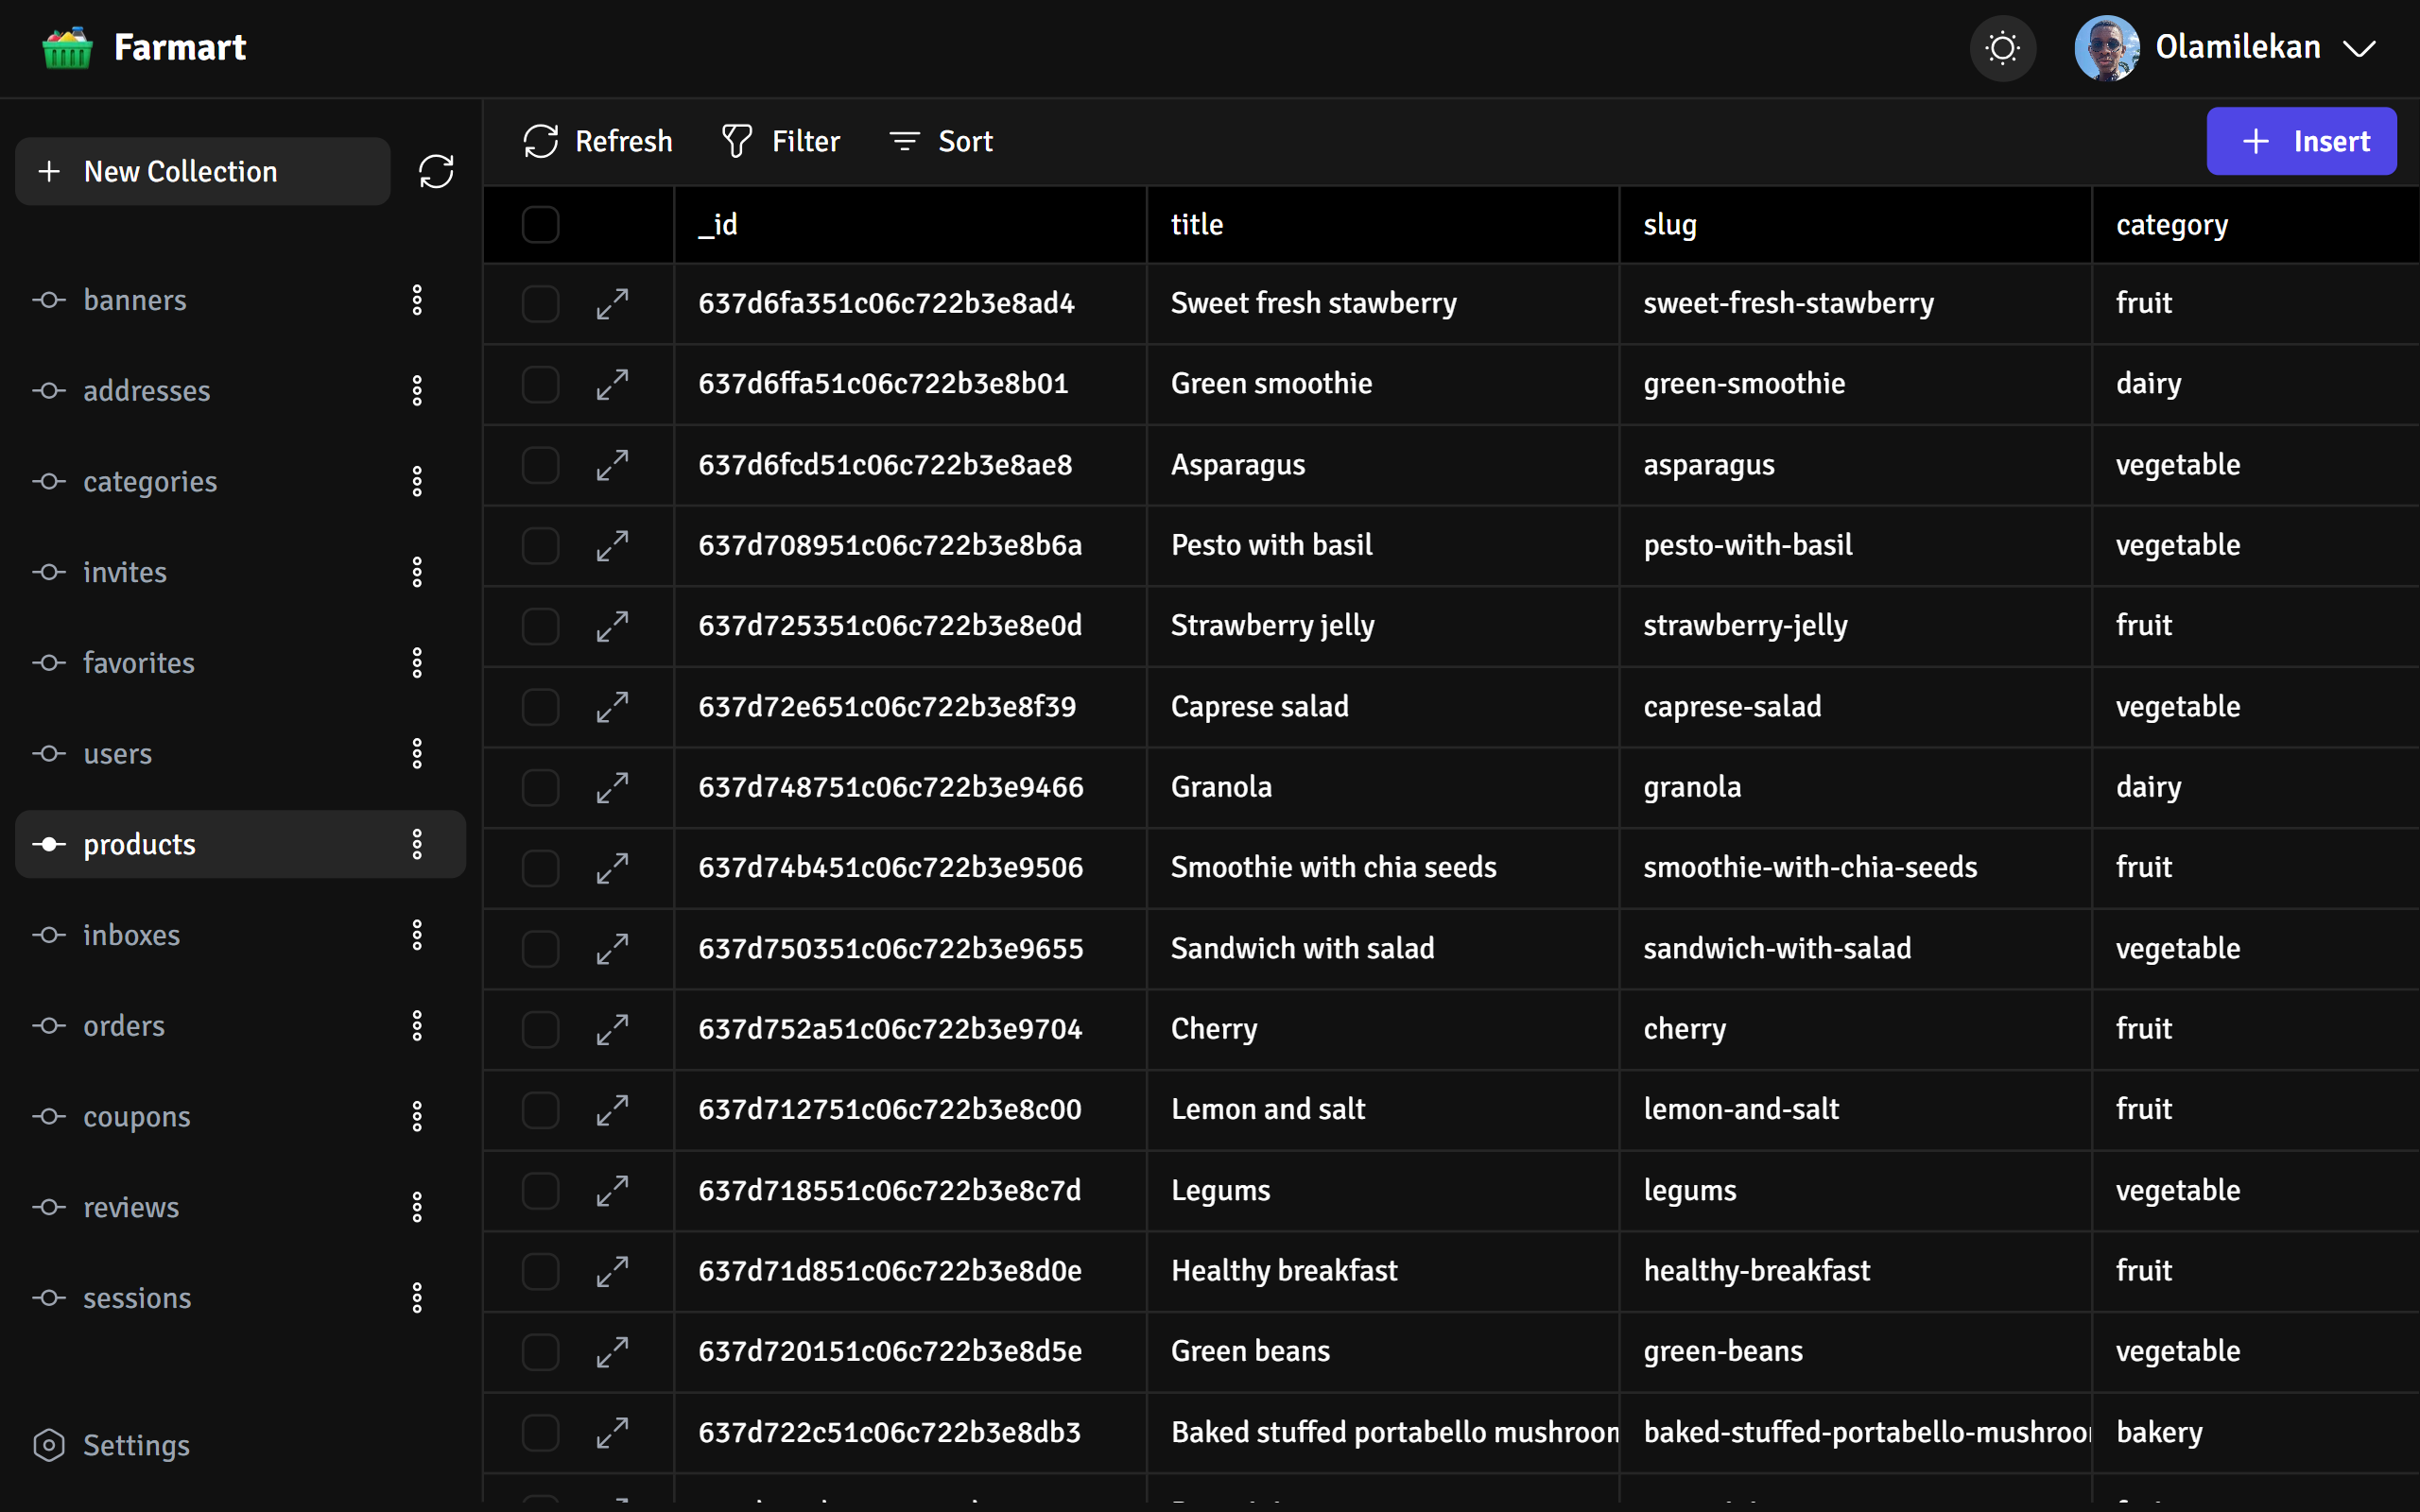 Farmart
Olamilekan
New Collection
banners
addresses
categories
invites
favorites
users
products
inboxes
orders
coupons
reviews
sessions
Settings
Refresh Filter Sort Insert
_id title slug category
637d6fa351c06c722b3e8ad4 Sweet fresh stawberry sweet-fresh-stawberry fruit
637d6ffa51c06c722b3e8b01 Green smoothie green-smoothie dairy
637d6fcd51c06c722b3e8ae8 Asparagus asparagus vegetable
637d708951c06c722b3e8b6a Pesto with basil pesto-with-basil vegetable
637d725351c06c722b3e8e0d Strawberry jelly strawberry-jelly fruit
637d72e651c06c722b3e8f39 Caprese salad caprese-salad vegetable
637d748751c06c722b3e9466 Granola granola dairy
637d74b451c06c722b3e9506 Smoothie with chia seeds smoothie-with-chia-seeds fruit
637d750351c06c722b3e9655 Sandwich with salad sandwich-with-salad vegetable
637d752a51c06c722b3e9704 Cherry cherry fruit
637d712751c06c722b3e8c00 Lemon and salt lemon-and-salt fruit
637d718551c06c722b3e8c7d Legums legums vegetable
637d71d851c06c722b3e8d0e Healthy breakfast healthy-breakfast fruit
637d720151c06c722b3e8d5e Green beans green-beans vegetable
637d722c51c06c722b3e8db3 Baked stuffed portabello mushroom baked-stuffed-portabello-mushroo bakery